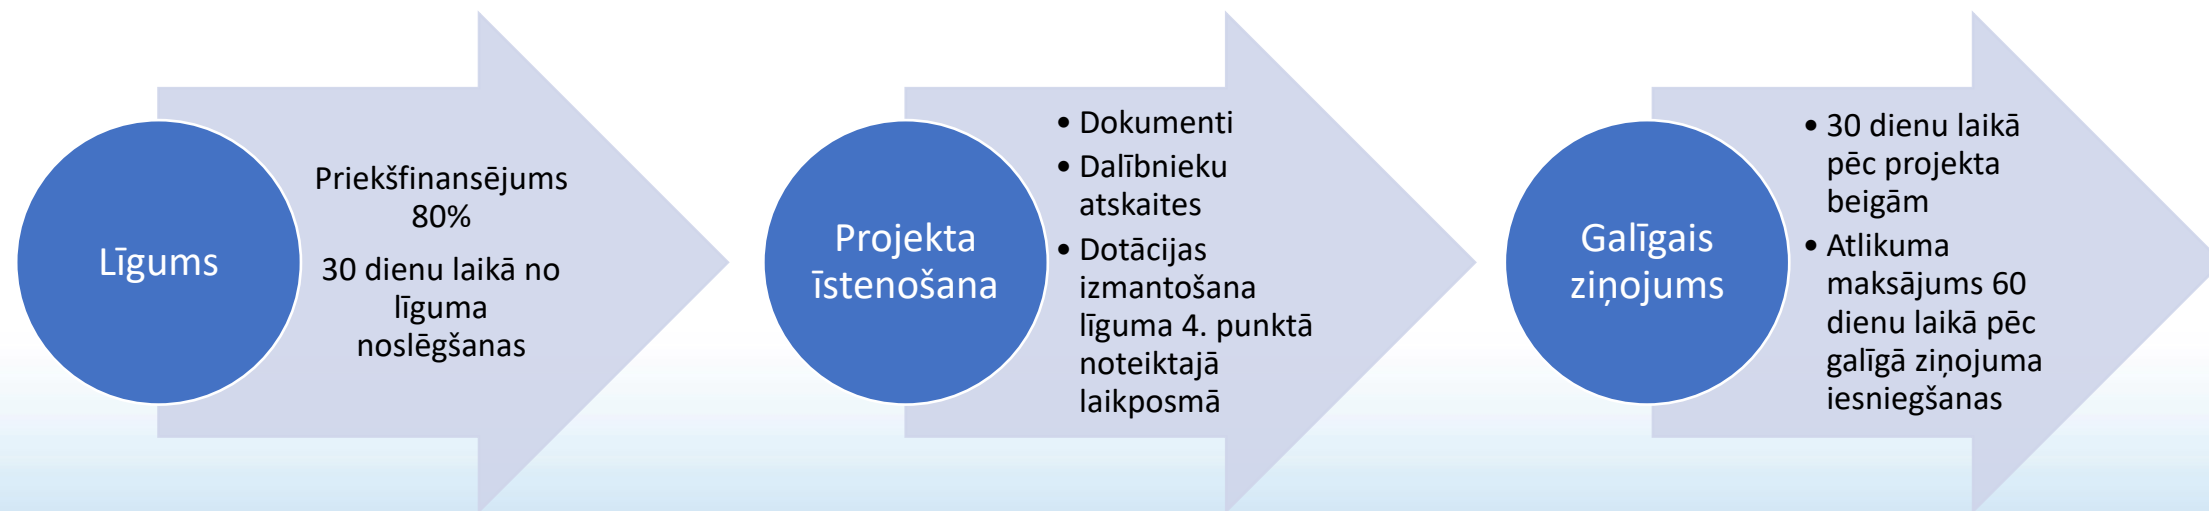 Līgums
Priekšfinansējums
80%
30 dienu laikā no
līguma
noslēgšanas
Projekta
īstenošana
• Dokumenti
• Dalībnieku
atskaites
• Dotācijas
izmantošana
līguma 4. punktā
noteiktajā
laikposmā
Galīgais
ziņojums
• 30 dienu laikā
pēc projekta
beigām
• Atlikuma
maksājums 60
dienu laikā pēc
galīgā ziņojuma
iesniegšanas